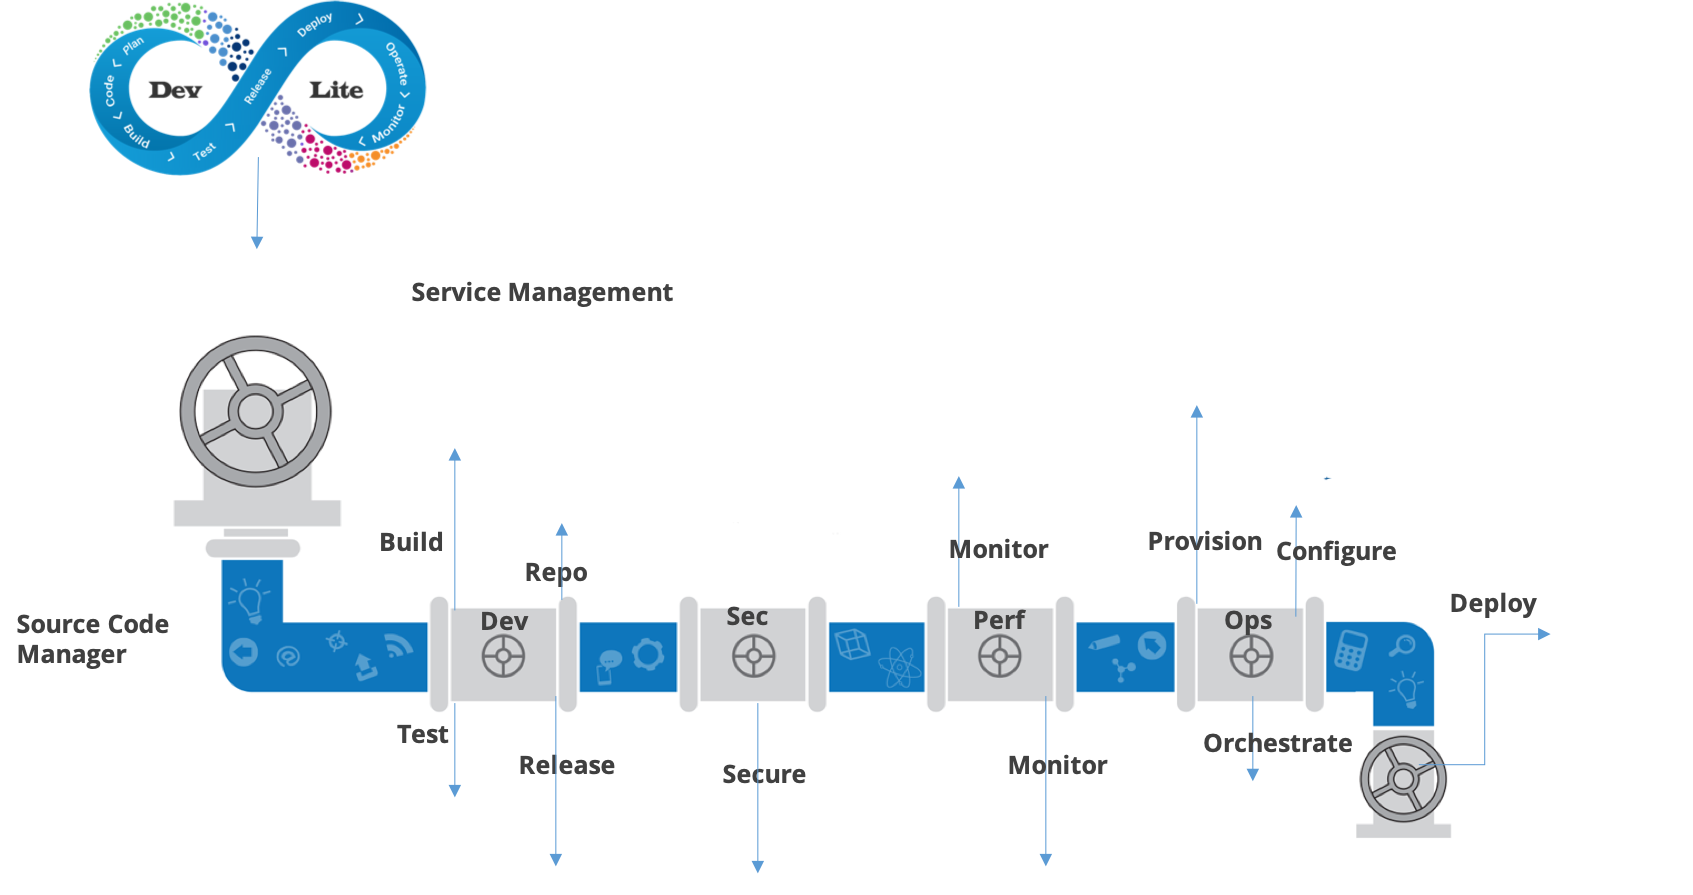 Plan
Code
Build
Test
Release
Deploy
Operate
Monitor
Dev
Lite
Service Management
Build
Repo
Monitor
Provision
Configure
Source Code
Manager
Deploy
Dev
Sec
Perf
Ops
Test
Release
Secure
Monitor
Orchestrate